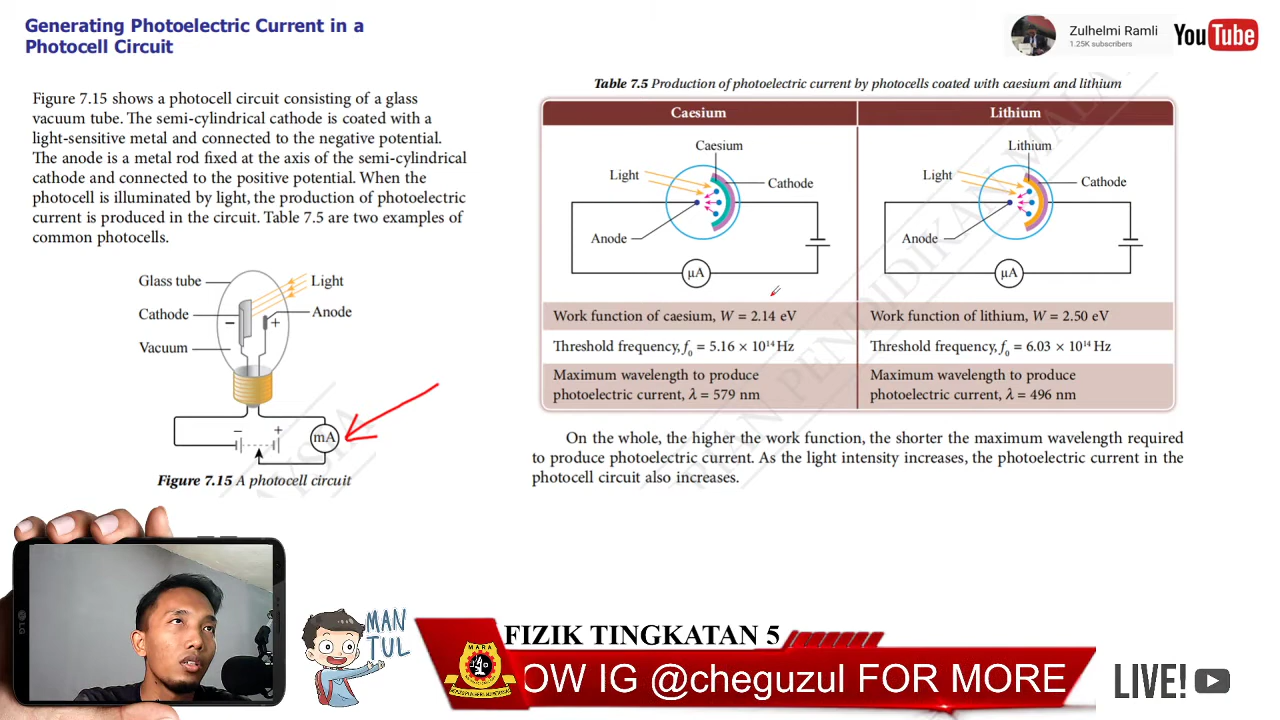 Generating Photoelectric Current in a
Photocell Circuit
Zulhelmi Ramli
1.25K subscribers
YouTube
Figure 7.15 shows a photocell circuit consisting of a glass
vacuum tube. The semi-cylindrical cathode is coated with a
light-sensitive metal and connected to the negative potential.
The anode is a metal rod fixed at the axis of the semi-cylindrical
cathode and connected to the positive potential. When the
photocell is illuminated by light, the production of photoelectric
current is produced in the circuit. Table 7.5 are two examples of
common photocells.
Glass tube
Light
Cathode
Anode
− +
Vacuum
− +
mA
Figure 7.15 A photocell circuit
Table 7.5 Production of photoelectric current by photocells coated with caesium and lithium
Caesium
Lithium
Caesium
Light
Cathode
Anode
μA
Lithium
Light
Cathode
Anode
μA
Work function of caesium, W = 2.14 eV
Work function of lithium, W = 2.50 eV
Threshold frequency, f₀ = 5.16 × 10¹⁴ Hz
Threshold frequency, f₀ = 6.03 × 10¹⁴ Hz
Maximum wavelength to produce
photoelectric current, λ = 579 nm
Maximum wavelength to produce
photoelectric current, λ = 496 nm
On the whole, the higher the work function, the shorter the maximum wavelength required
to produce photoelectric current. As the light intensity increases, the photoelectric current in the
photocell circuit also increases.
LG
MAN
TUL
MARA
FIZIK TINGKATAN 5
OW IG @cheguzul FOR MORE
LIVE!